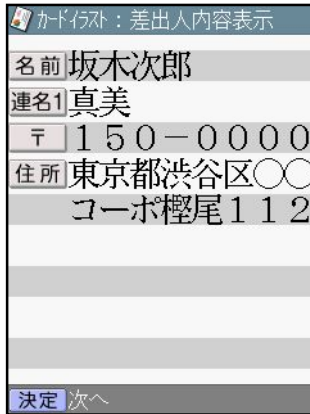 カードイラスト：差出人内容表示
名前 坂木次郎
連名1 真美
〒 １５０－００００
住所 東京都渋谷区○○
コーポ樫尾１１２
決定 次へ